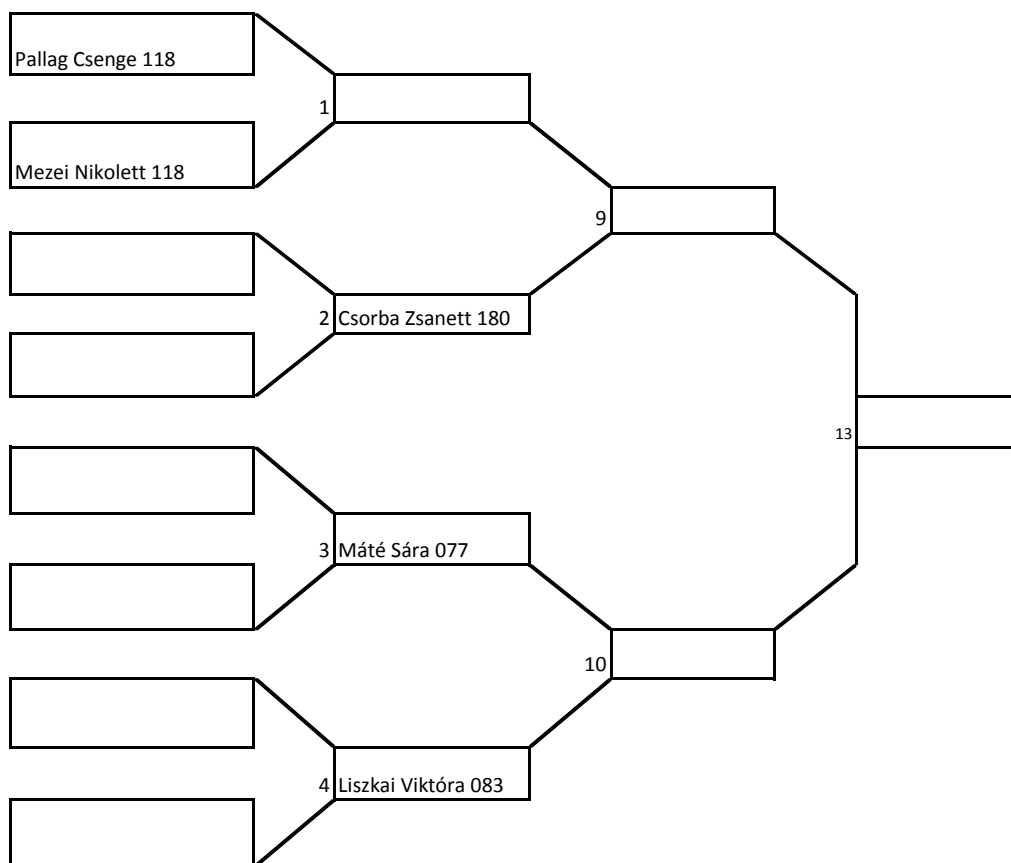 Pallag Csenge 118
1
Mezei Nikolett 118
9
2 Csorba Zsanett 180
13
3 Máté Sára 077
10
4 Liszkai Viktóra 083